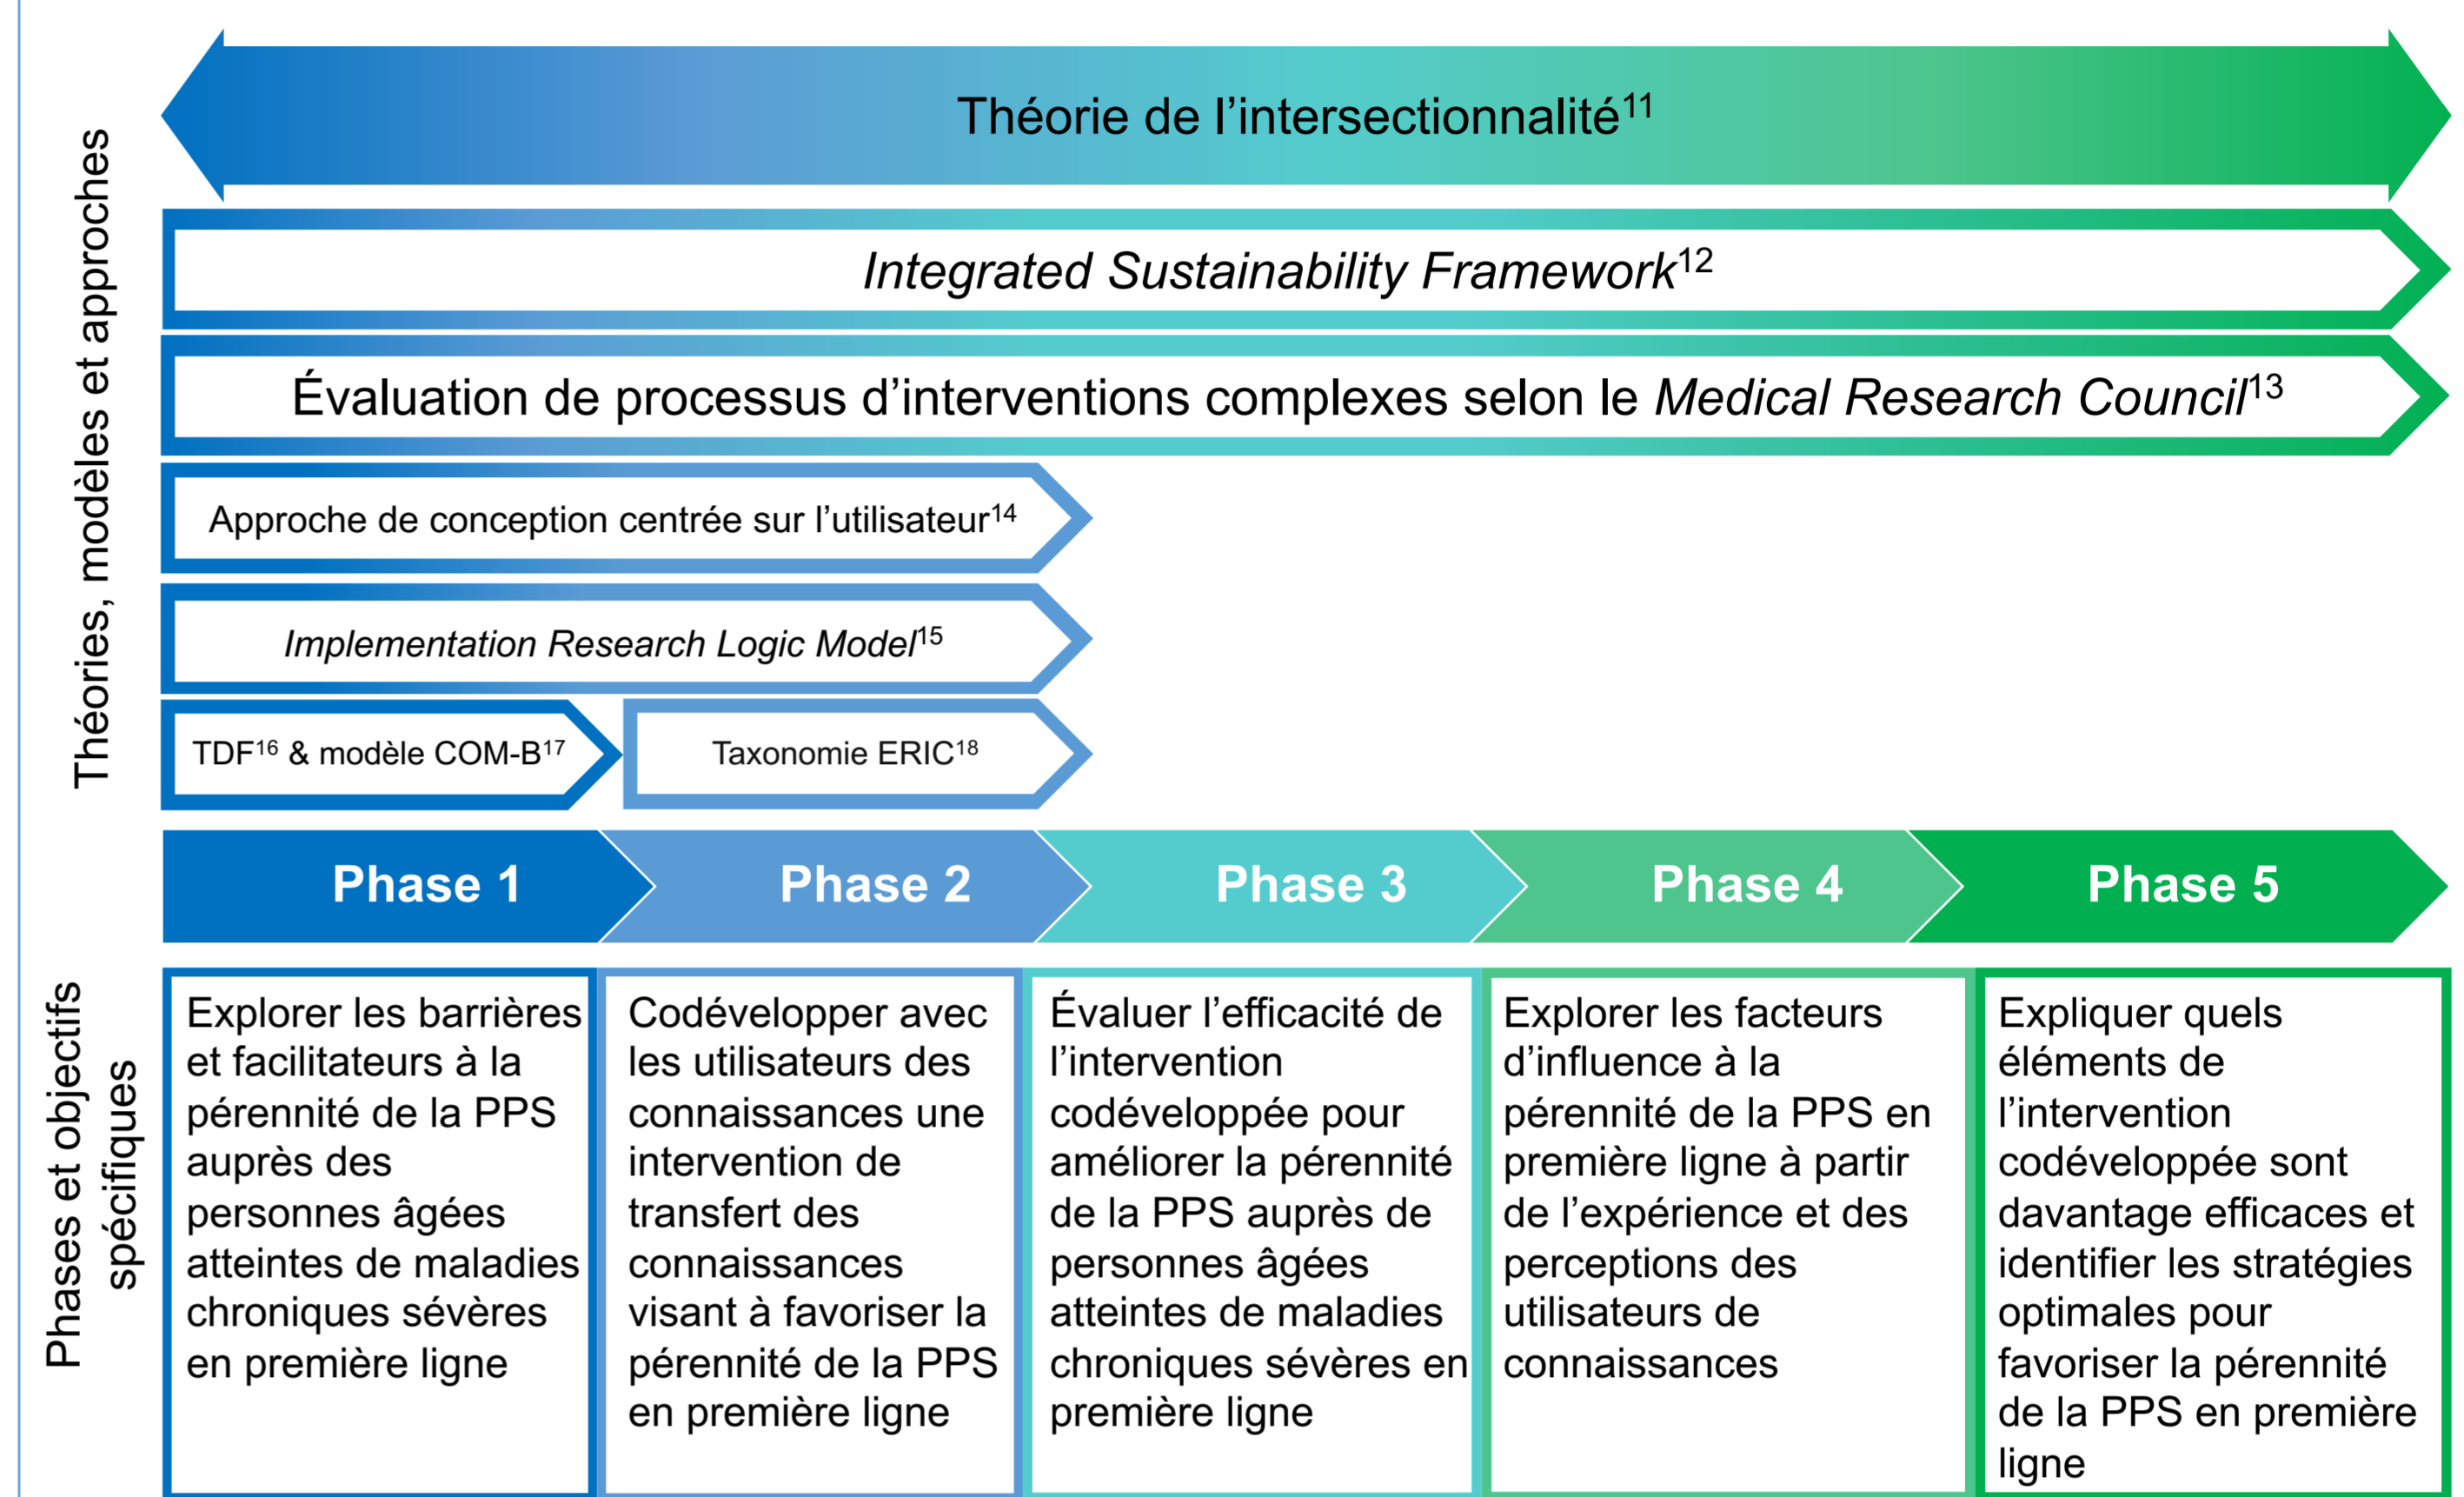 Théories, modèles et approches
Théorie de l’intersectionnalité¹¹
Integrated Sustainability Framework¹²
Évaluation de processus d’interventions complexes selon le Medical Research Council¹³
Approche de conception centrée sur l’utilisateur¹⁴
Implementation Research Logic Model¹⁵
TDF¹⁶ & modèle COM-B¹⁷
Taxonomie ERIC¹⁸
Phase 1
Phase 2
Phase 3
Phase 4
Phase 5
Phases et objectifs
spécifiques
Explorer les barrières
et facilitateurs à la
pérennité de la PPS
auprès des
personnes âgées
atteintes de maladies
chroniques sévères
en première ligne
Codévelopper avec
les utilisateurs des
connaissances une
intervention de
transfert des
connaissances
visant à favoriser la
pérennité de la PPS
en première ligne
Évaluer l’efficacité de
l’intervention
codéveloppée pour
améliorer la pérennité
de la PPS auprès de
personnes âgées
atteintes de maladies
chroniques sévères en
première ligne
Explorer les facteurs
d’influence à la
pérennité de la PPS en
première ligne à partir
de l’expérience et des
perceptions des
utilisateurs de
connaissances
Expliquer quels
éléments de
l’intervention
codéveloppée sont
davantage efficaces et
identifier les stratégies
optimales pour
favoriser la pérennité
de la PPS en première
ligne